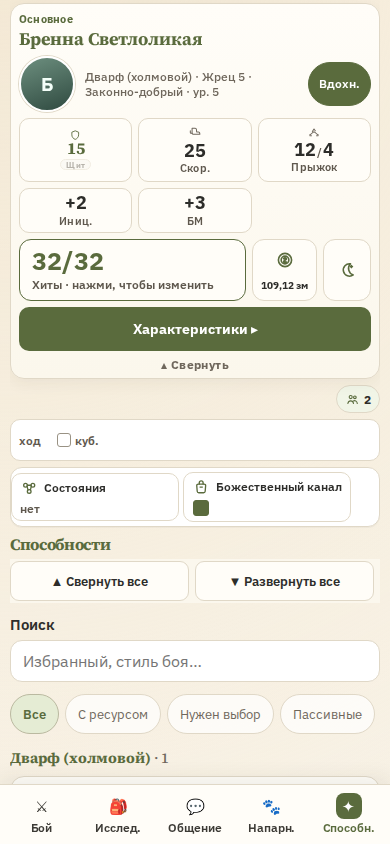 Основное
Бренна Светлоликая
Б
Дварф (холмовой) · Жрец 5 ·
Законно-добрый · ур. 5
Вдохн.
15
Щит
25
Скор.
12/4
Прыжок
+2
Иниц.
+3
БМ
32/32
Хиты · нажми, чтобы изменить
109,12 зм
Характеристики ▸
▴ Свернуть
2
ход
куб.
Состояния
нет
Божественный канал
Способности
▲ Свернуть все
▼ Развернуть все
Поиск
Избранный, стиль боя…
Все
С ресурсом
Нужен выбор
Пассивные
Дварф (холмовой) · 1
Бой
Исслед.
Общение
Напарн.
Способн.